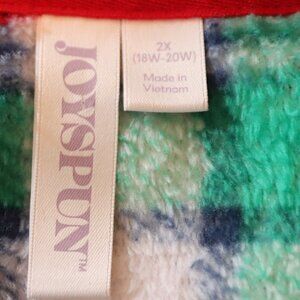 JOYSPUN™
2X
(18W-20W)
Made in
Vietnam